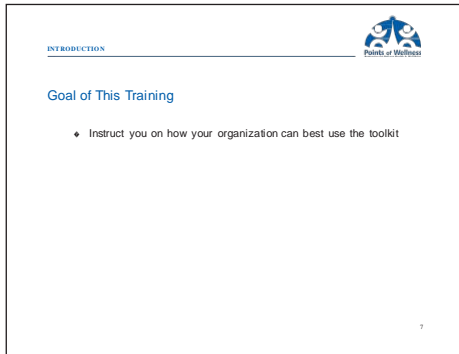 INTRODUCTION
Points of Wellness
Goal of This Training
Instruct you on how your organization can best use the toolkit
7